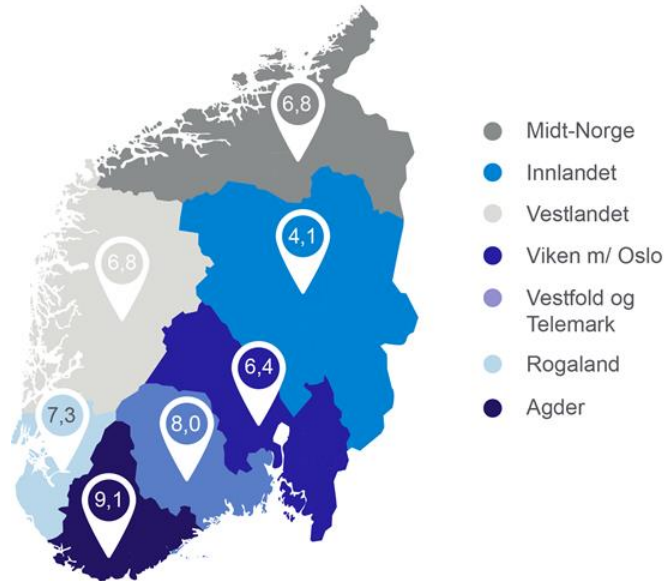 6,8
4,1
6,8
6,4
7,3
8,0
9,1
Midt-Norge
Innlandet
Vestlandet
Viken m/ Oslo
Vestfold og
Telemark
Rogaland
Agder